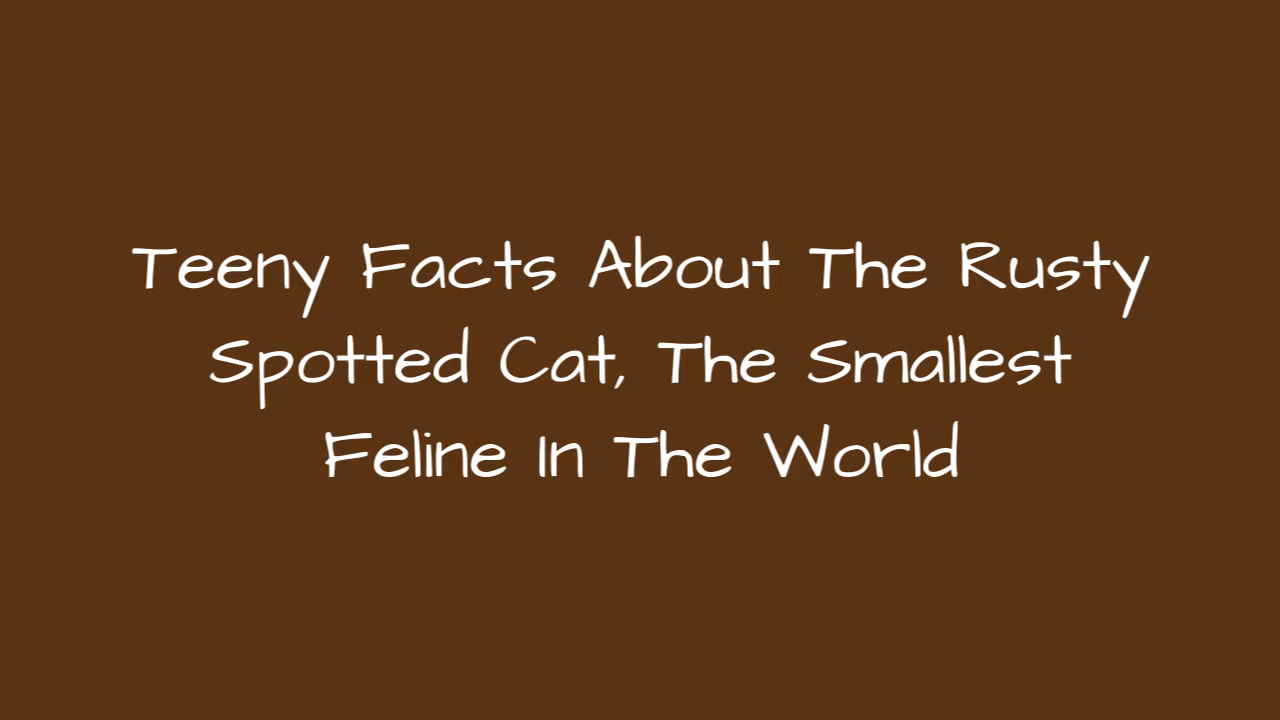 Teeny Facts About The Rusty
Spotted Cat, The Smallest
Feline In The World